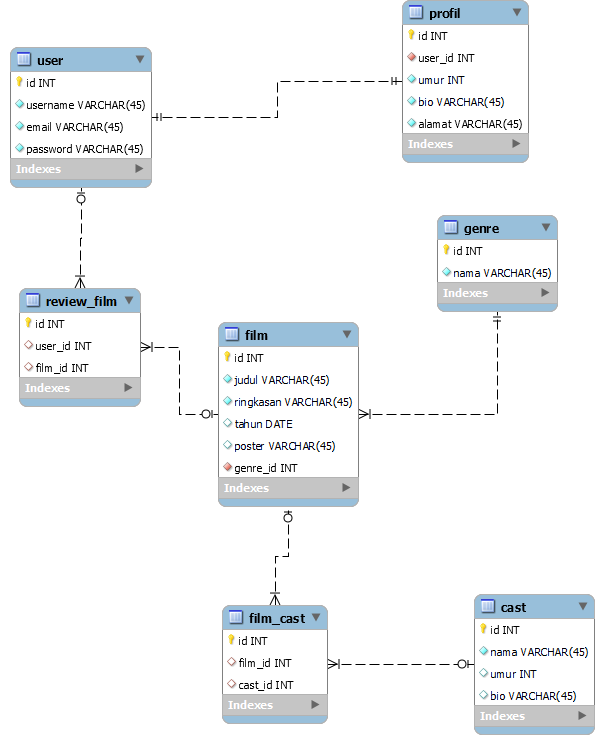 profil
id INT
user_id INT
umur INT
bio VARCHAR(45)
alamat VARCHAR(45)
Indexes
user
id INT
username VARCHAR(45)
email VARCHAR(45)
password VARCHAR(45)
Indexes
genre
id INT
nama VARCHAR(45)
Indexes
review_film
id INT
user_id INT
film_id INT
Indexes
film
id INT
judul VARCHAR(45)
ringkasan VARCHAR(45)
tahun DATE
poster VARCHAR(45)
genre_id INT
Indexes
film_cast
id INT
film_id INT
cast_id INT
Indexes
cast
id INT
nama VARCHAR(45)
umur INT
bio VARCHAR(45)
Indexes